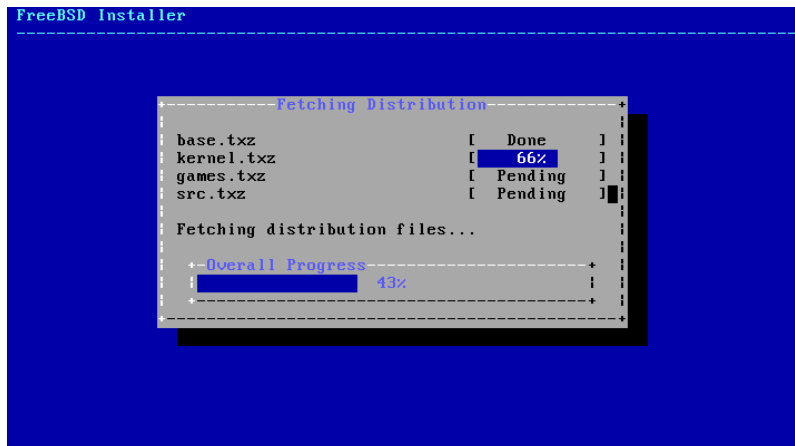 FreeBSD Installer
Fetching Distribution
base.txz [ Done ]
kernel.txz [ 66% ]
games.txz [ Pending ]
src.txz [ Pending ]
Fetching distribution files...
Overall Progress
43%